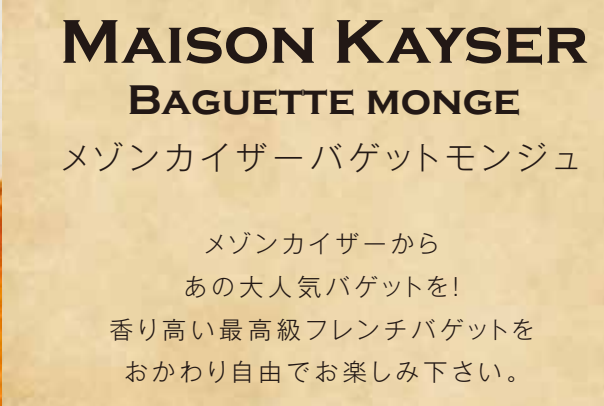 MAISON KAYSER
BAGUETTE MONGE
メゾンカイザーバゲットモンジュ
メゾンカイザーから
あの大人気バゲットを!
香り高い最高級フレンチバゲットを
おかわり自由でお楽しみ下さい。